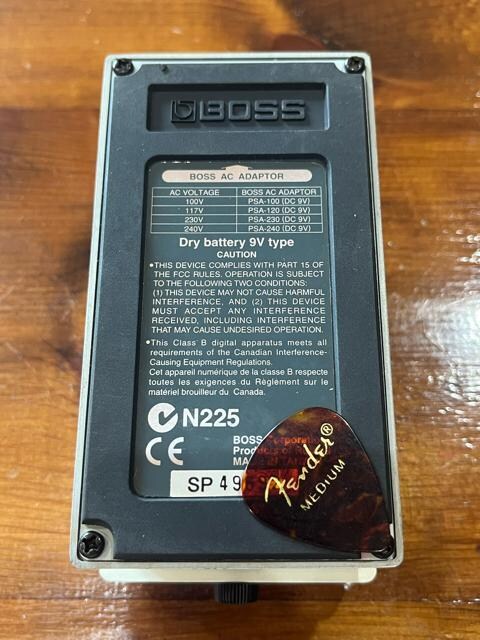 BOSS
BOSS AC ADAPTOR
AC VOLTAGE BOSS AC ADAPTOR
100V PSA-100 (DC 9V)
117V PSA-120 (DC 9V)
230V PSA-230 (DC 9V)
240V PSA-240 (DC 9V)
Dry battery 9V type
CAUTION
•THIS DEVICE COMPLIES WITH PART 15 OF
THE FCC RULES. OPERATION IS SUBJECT
TO THE FOLLOWING TWO CONDITIONS:
(1) THIS DEVICE MAY NOT CAUSE HARMFUL
INTERFERENCE, AND (2) THIS DEVICE
MUST ACCEPT ANY INTERFERENCE
RECEIVED, INCLUDING INTERFERENCE
THAT MAY CAUSE UNDESIRED OPERATION.
•This Class B digital apparatus meets all
requirements of the Canadian Interference-
Causing Equipment Regulations.
Cet appareil numérique de la classe B respecte
toutes les exigences du Règlement sur le
matériel brouilleur du Canada.
N225
CE
BOSS Corporation
Products of
MADE IN
SP 49
Fender®
MEDIUM